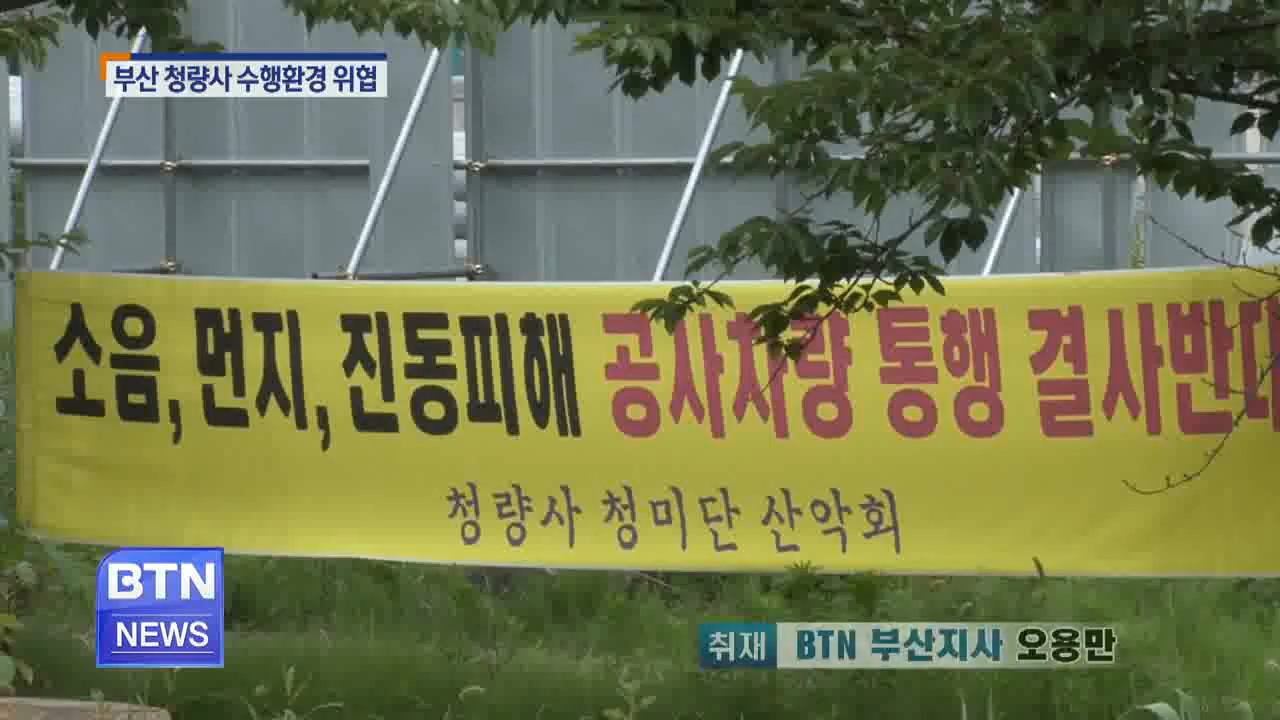 부산 청량사 수행환경 위협
소음, 먼지, 진동피해 공사차량 통행 결사반대
청량사 청미단 산악회
BTN
NEWS
취재 BTN 부산지사 오용만